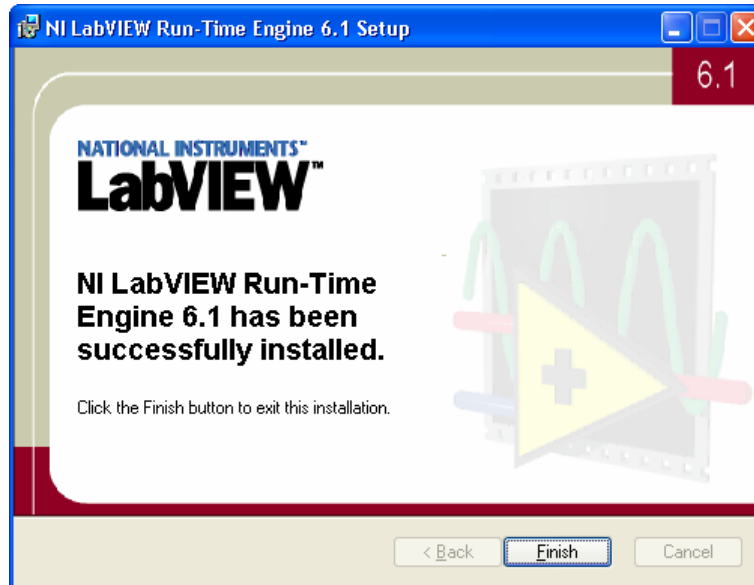 NI LabVIEW Run-Time Engine 6.1 Setup
6.1
NATIONAL INSTRUMENTS™
LabVIEW™
NI LabVIEW Run-Time
Engine 6.1 has been
successfully installed.
Click the Finish button to exit this installation.
< Back Finish Cancel